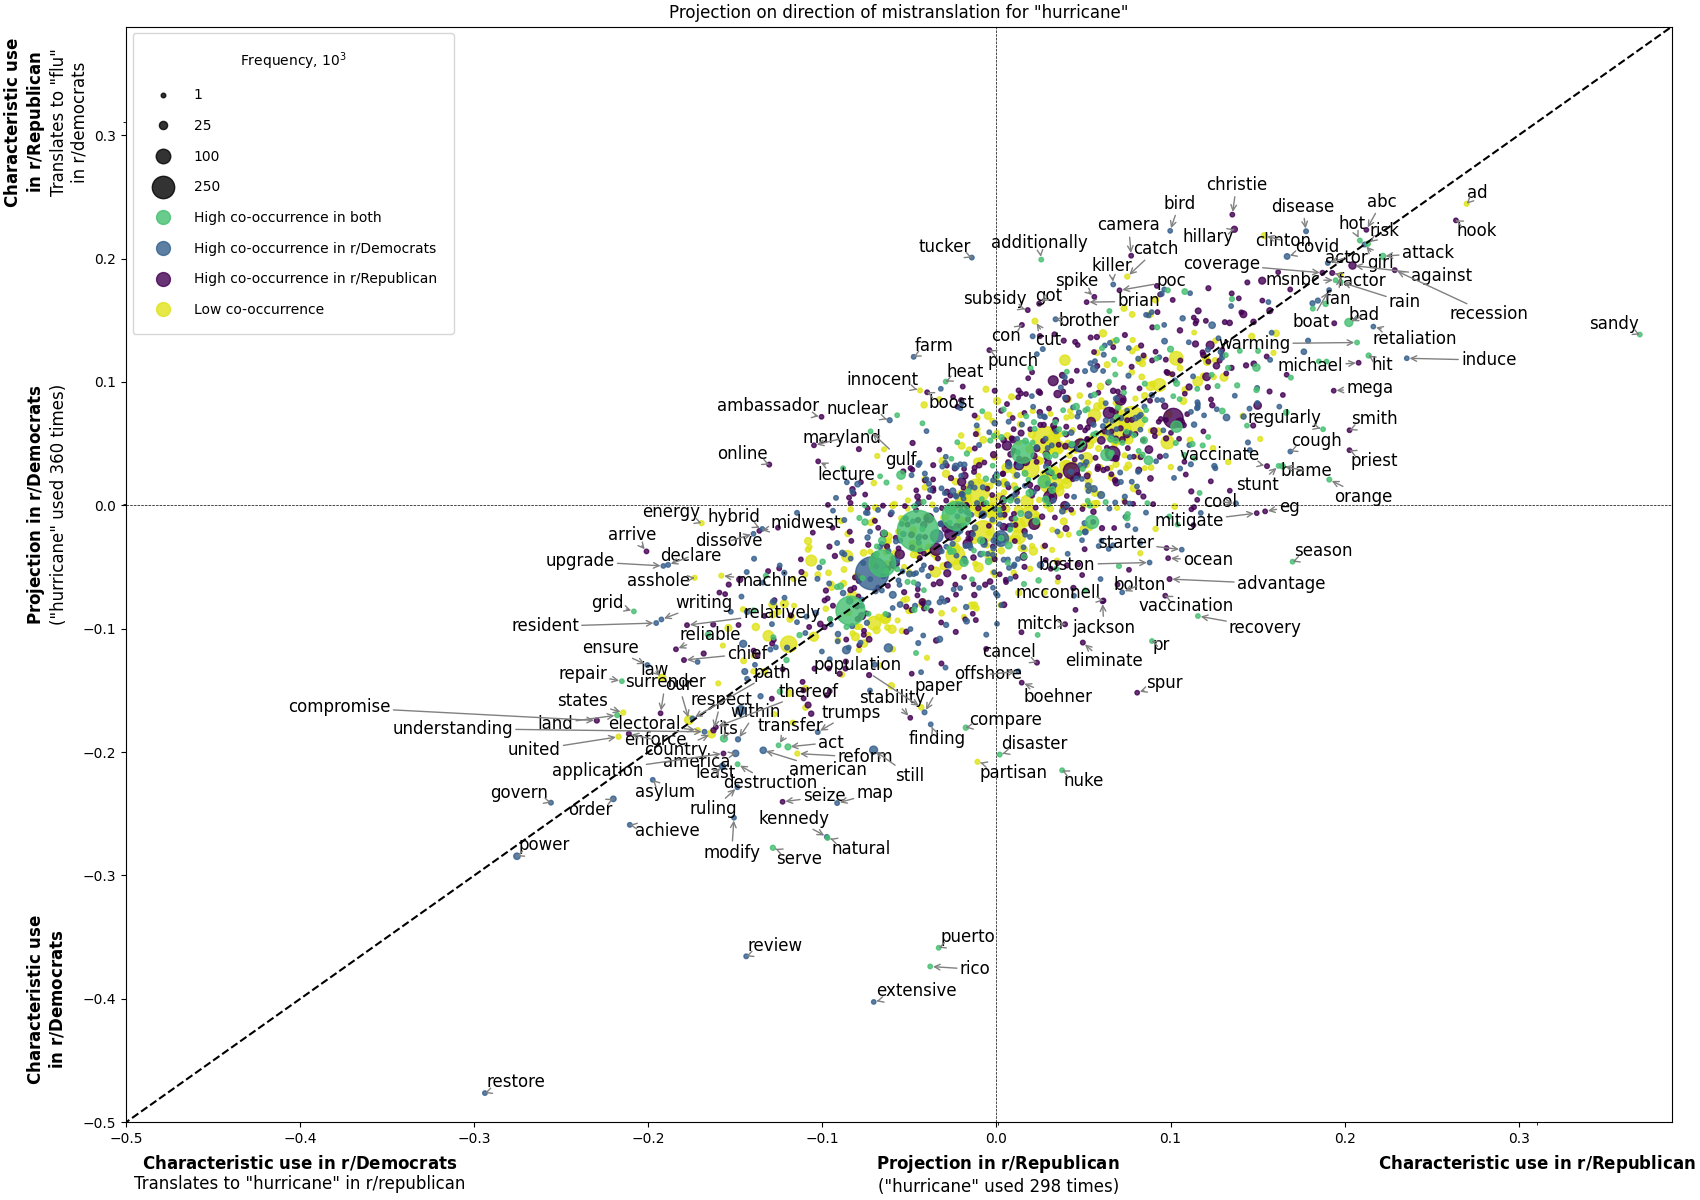 Projection on direction of mistranslation for "hurricane"
Characteristic use
in r/Republican
Translates to "flu"
in r/democrats
Projection in r/Democrats
("hurricane" used 360 times)
Characteristic use
in r/Democrats
Frequency, 10³
1
25
100
250
High co-occurrence in both
High co-occurrence in r/Democrats
High co-occurrence in r/Republican
Low co-occurrence
0.3
0.2
0.1
0.0
−0.1
−0.2
−0.3
−0.4
−0.5
christie
ad
bird
abc
disease
camera
hot
risk
hook
hillary
clinton
tucker
additionally
catch
covid
attack
killer
coverage
actor
girl
against
spike
poc
msnbc
factor
subsidy
got
brian
fan
rain
recession
brother
boat
bad
sandy
con
cut
warming
retaliation
farm
punch
michael
hit
induce
innocent
heat
mega
boost
ambassador
nuclear
regularly
smith
maryland
cough
online
gulf
vaccinate
blame
priest
lecture
stunt
orange
energy
hybrid
midwest
cool
eg
mitigate
arrive
dissolve
starter
season
upgrade
declare
boston
ocean
asshole
machine
bolton
advantage
grid
writing
mcconnell
vaccination
resident
relatively
mitch
jackson
recovery
reliable
ensure
chief
cancel
eliminate
pr
repair
law
path
population
offshore
surrender
our
thereof
stability
paper
boehner
spur
states
respect
compromise
land
electoral
within
trumps
compare
understanding
its
transfer
finding
united
enforce
country
act
reform
disaster
application
america
least
american
still
partisan
nuke
govern
asylum
destruction
order
ruling
seize
map
achieve
kennedy
power
modify
natural
serve
puerto
review
rico
extensive
restore
−0.5
−0.4
−0.3
−0.2
−0.1
0.0
0.1
0.2
0.3
Characteristic use in r/Democrats
Translates to "hurricane" in r/republican
Projection in r/Republican
("hurricane" used 298 times)
Characteristic use in r/Republican